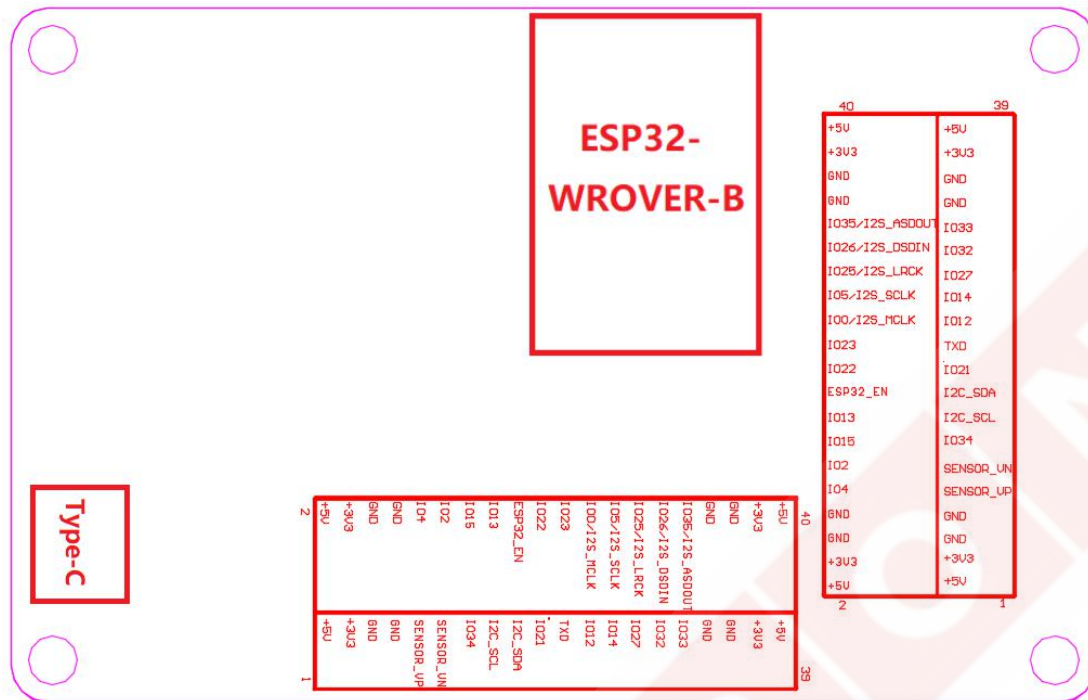 ESP32-
WROVER-B
40 39
+5V +5V
+3V3 +3V3
GND GND
GND GND
IO35/I2S_ASDOUT IO33
IO26/I2S_DSDIN IO32
IO25/I2S_LRCK IO27
IO5/I2S_SCLK IO14
IO0/I2S_MCLK IO12
IO23 TXD
IO22 IO21
ESP32_EN I2C_SDA
IO13 I2C_SCL
IO15 IO34
IO2 SENSOR_VN
IO4 SENSOR_VP
GND GND
GND GND
+3V3 +3V3
+5V +5V
2 1
Type-C
2
+5V
+3V3
GND
GND
IO4
IO2
IO15
IO13
ESP32_EN
IO22
IO23
IO0/I2S_MCLK
IO5/I2S_SCLK
IO25/I2S_LRCK
IO26/I2S_DSDIN
IO35/I2S_ASDOUT
GND
GND
+3V3
+5V
40
1
+5V
+3V3
GND
GND
SENSOR_VP
SENSOR_VN
IO34
I2C_SCL
I2C_SDA
IO21
TXD
IO12
IO14
IO27
IO32
IO33
GND
GND
+3V3
+5V
39